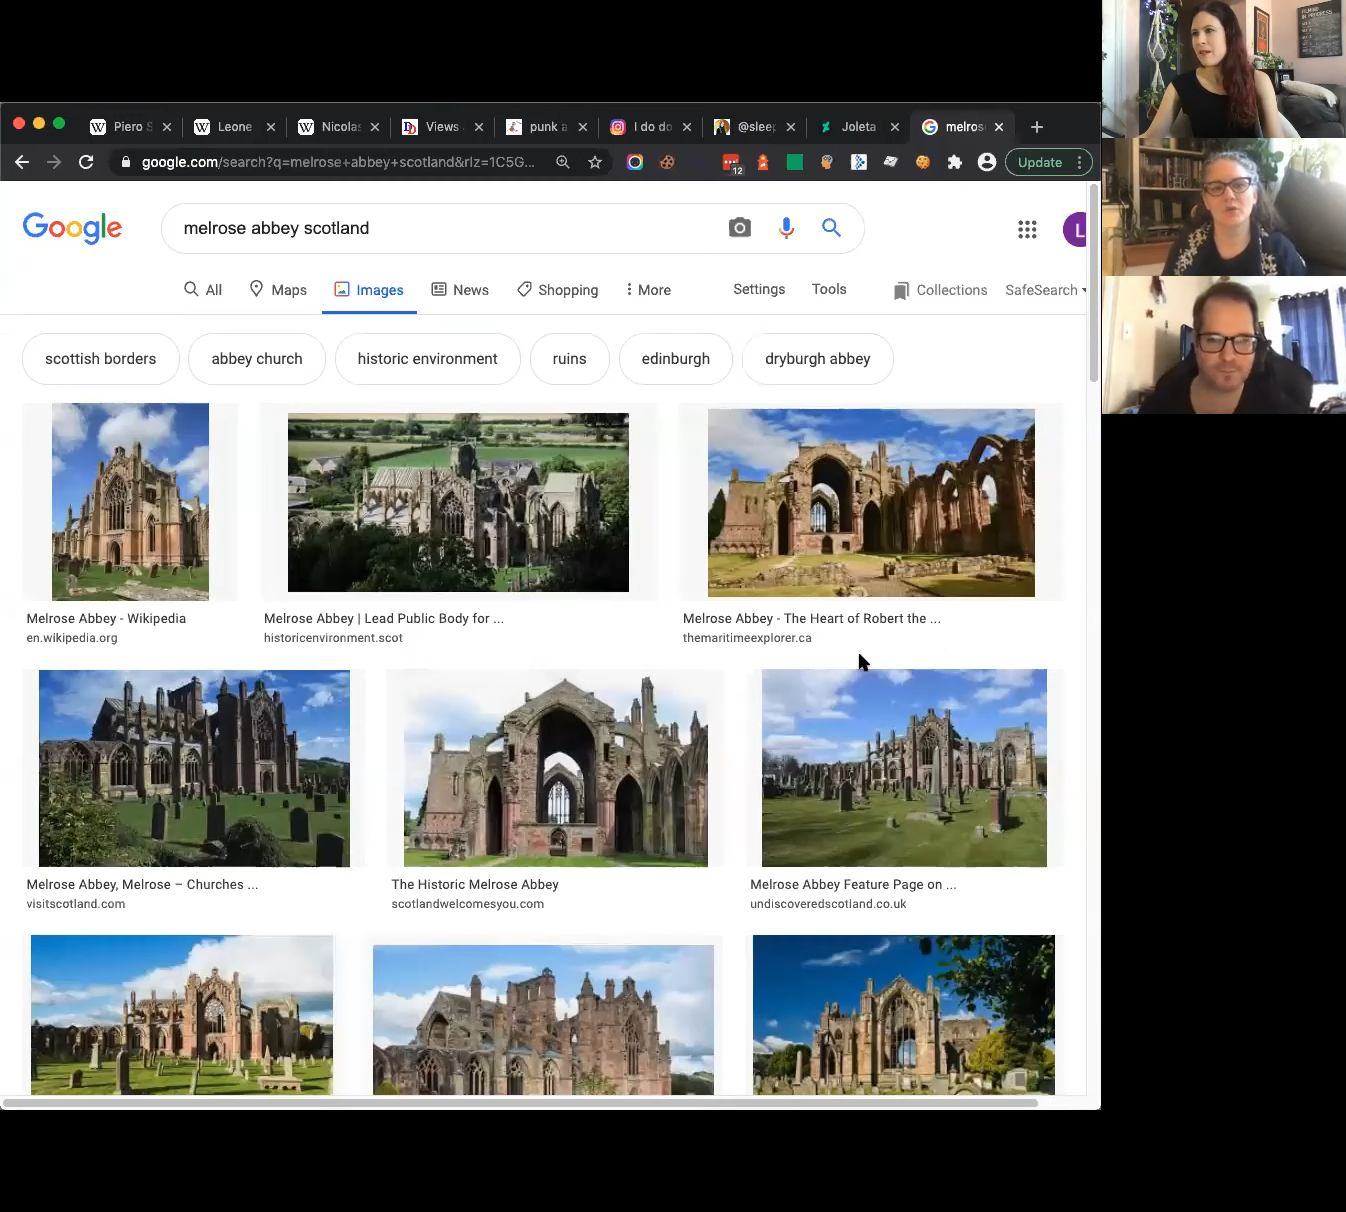 Piero S
Leone
Nicolas
Views
punk a
I do do
@sleep
Joleta
melros
google.com/search?q=melrose+abbey+scotland&rlz=1C5G...
12
Update
Google
melrose abbey scotland
L
All
Maps
Images
News
Shopping
More
Settings
Tools
Collections
SafeSearch
scottish borders
abbey church
historic environment
ruins
edinburgh
dryburgh abbey
Melrose Abbey - Wikipedia
en.wikipedia.org
Melrose Abbey | Lead Public Body for ...
historicenvironment.scot
Melrose Abbey - The Heart of Robert the ...
themaritimeexplorer.ca
Melrose Abbey, Melrose – Churches ...
visitscotland.com
The Historic Melrose Abbey
scotlandwelcomesyou.com
Melrose Abbey Feature Page on ...
undiscoveredscotland.co.uk
IN PROGRESS